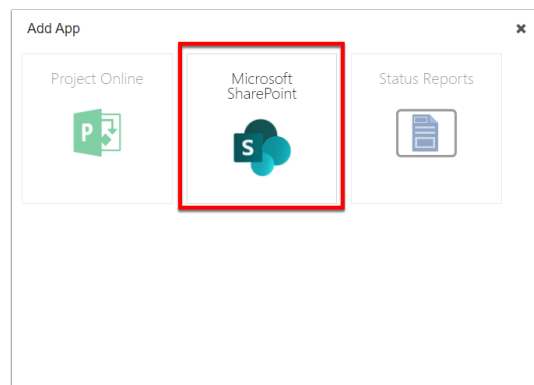 Add App
Project Online
Microsoft
SharePoint
Status Reports
P
S